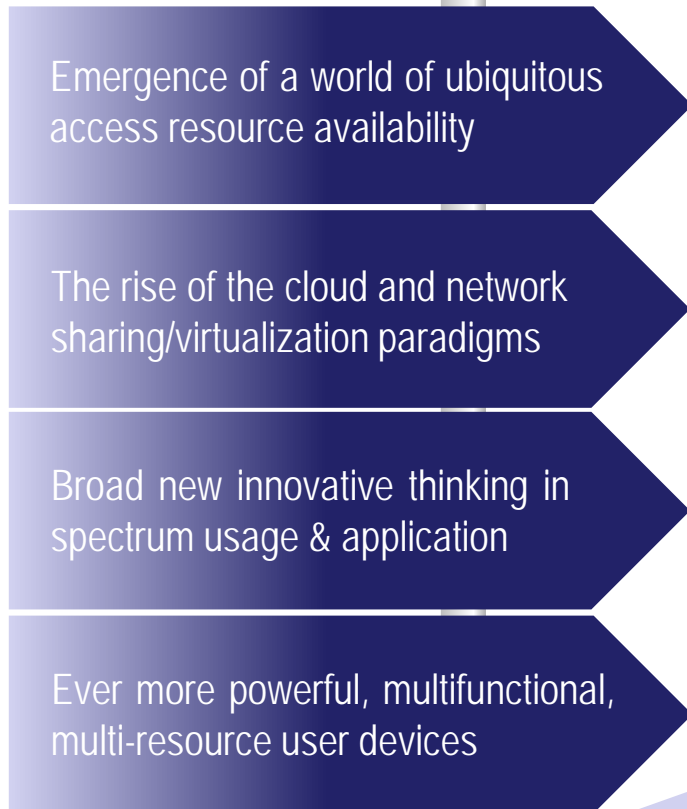 Emergence of a world of ubiquitous
access resource availability
The rise of the cloud and network
sharing/virtualization paradigms
Broad new innovative thinking in
spectrum usage & application
Ever more powerful, multifunctional,
multi-resource user devices